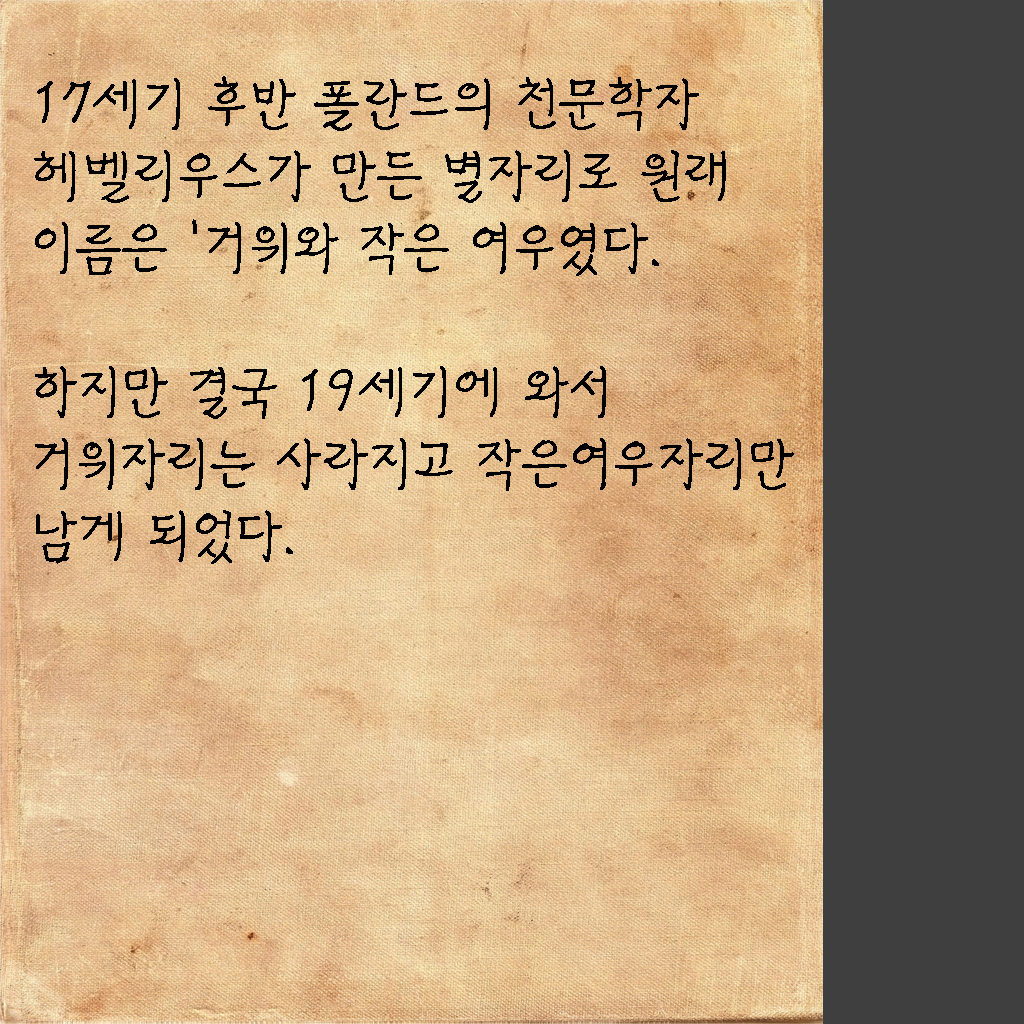 17세기 후반 폴란드의 천문학자
헤벨리우스가 만든 별자리로 원래
이름은 '거위와 작은 여우였다.
하지만 결국 19세기에 와서
거위자리는 사라지고 작은여우자리만
남게 되었다.